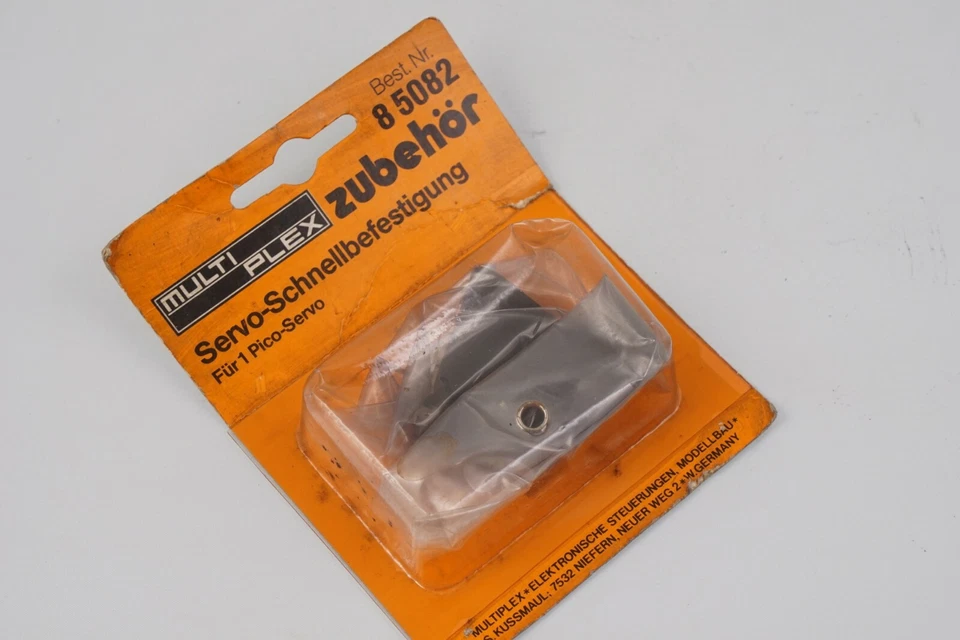 Best. Nr.
8 5082
MULTI
PLEX
zubehör
Servo-Schnellbefestigung
Für 1 Pico-Servo
MULTIPLEX * ELEKTRONISCHE STEUERUNGEN, MODELLBAU *
S. KUSSMAUL: 7532 NIEFERN, NEUER WEG 2 * W. GERMANY